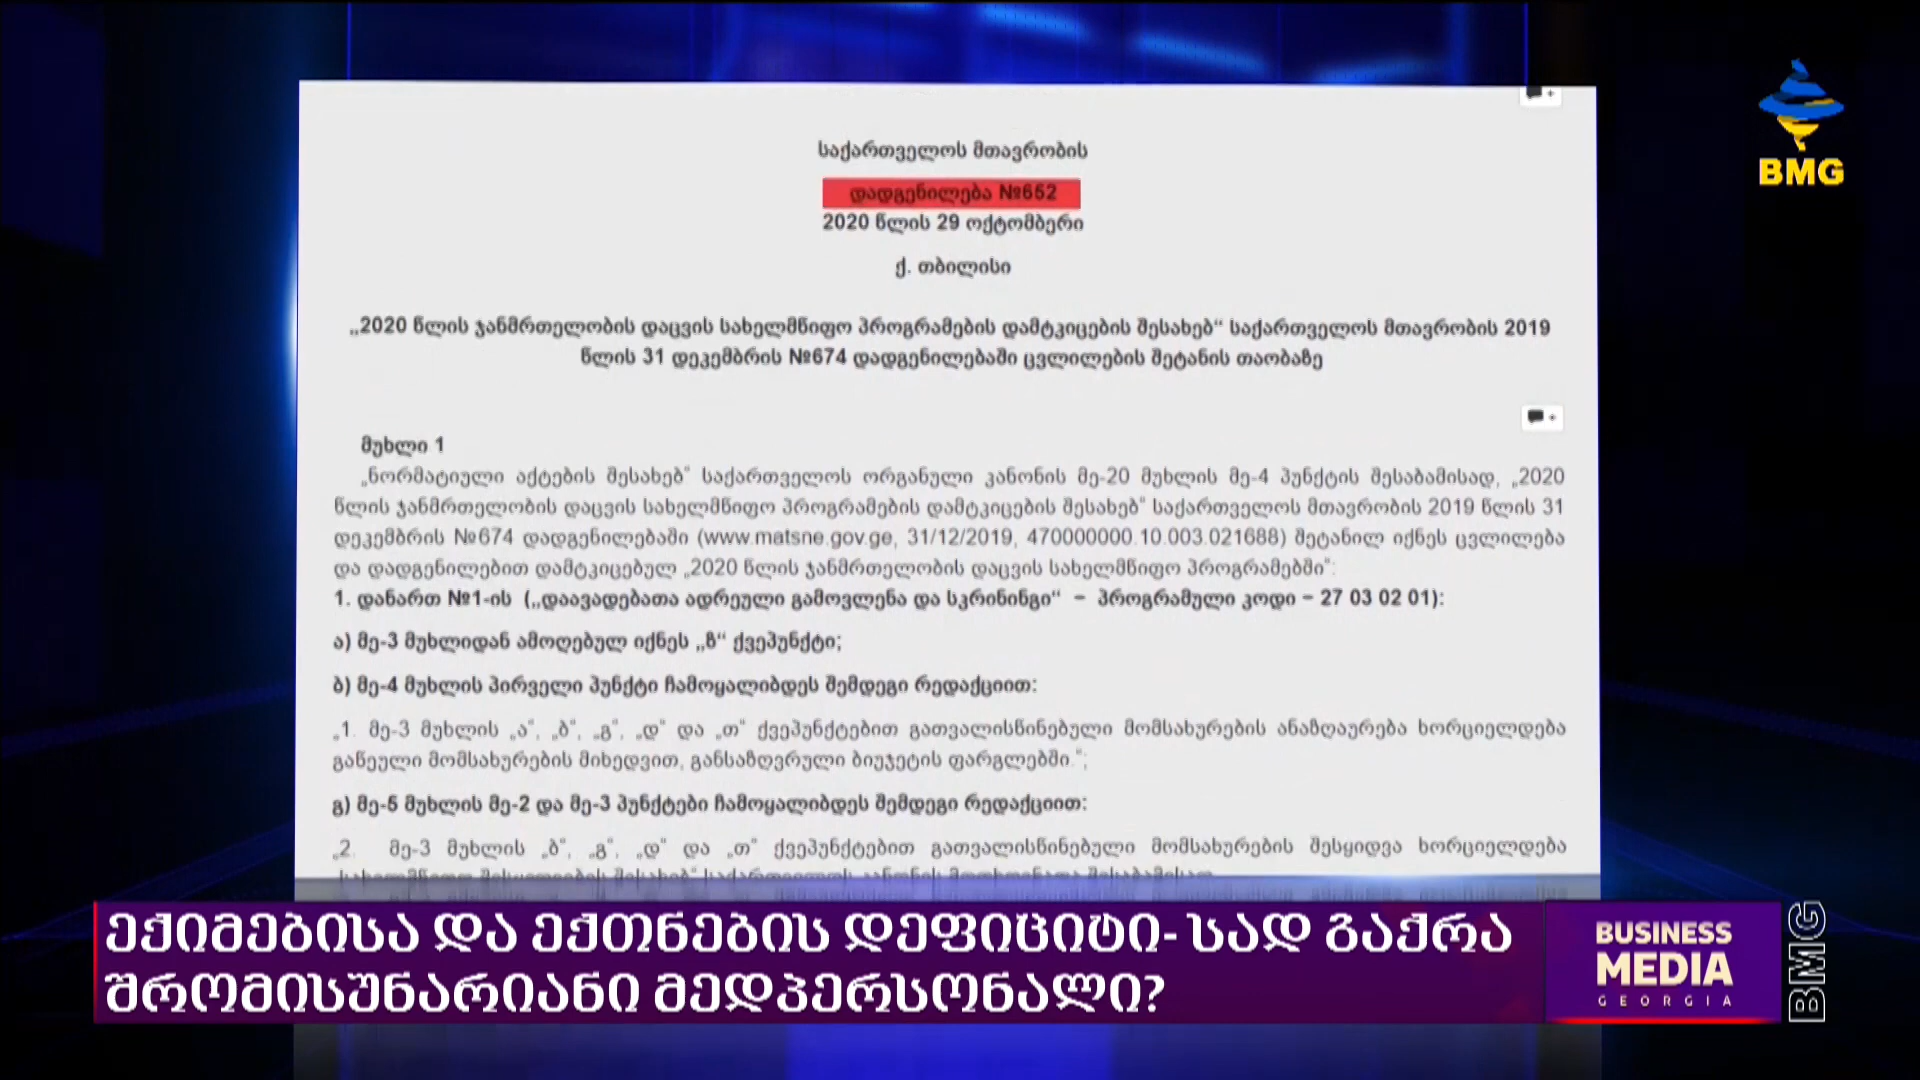 საქართველოს მთავრობის
დადგენილება №652
2020 წლის 29 ოქტომბერი
ქ. თბილისი
„2020 წლის ჯანმრთელობის დაცვის სახელმწიფო პროგრამების დამტკიცების შესახებ“ საქართველოს მთავრობის 2019
წლის 31 დეკემბრის №674 დადგენილებაში ცვლილების შეტანის თაობაზე
მუხლი 1
„ნორმატიული აქტების შესახებ“ საქართველოს ორგანული კანონის მე-20 მუხლის მე-4 პუნქტის შესაბამისად, „2020
წლის ჯანმრთელობის დაცვის სახელმწიფო პროგრამების დამტკიცების შესახებ“ საქართველოს მთავრობის 2019 წლის 31
დეკემბრის №674 დადგენილებაში (www.matsne.gov.ge, 31/12/2019, 470000000.10.003.021688) შეტანილ იქნეს ცვლილება
და დადგენილებით დამტკიცებულ „2020 წლის ჯანმრთელობის დაცვის სახელმწიფო პროგრამებში“:
1. დანართ №1-ის („დაავადებათა ადრეული გამოვლენა და სკრინინგი“ – პროგრამული კოდი – 27 03 02 01):
ა) მე-3 მუხლიდან ამოღებულ იქნეს „ზ“ ქვეპუნქტი;
ბ) მე-4 მუხლის პირველი პუნქტი ჩამოყალიბდეს შემდეგი რედაქციით:
„1. მე-3 მუხლის „ა“, „ბ“, „გ“, „დ“ და „თ“ ქვეპუნქტებით გათვალისწინებული მომსახურების ანაზღაურება ხორციელდება
გაწეული მომსახურების მიხედვით, განსაზღვრული ბიუჯეტის ფარგლებში.“;
გ) მე-5 მუხლის მე-2 და მე-3 პუნქტები ჩამოყალიბდეს შემდეგი რედაქციით:
„2. მე-3 მუხლის „ბ“, „გ“, „დ“ და „თ“ ქვეპუნქტებით გათვალისწინებული მომსახურების შესყიდვა ხორციელდება
ექიმებისა და ექთნების დეფიციტი- სად გაქრა
შრომისუნარიანი მედპერსონალი?
BUSINESS
MEDIA
GEORGIA
BMG
BMG